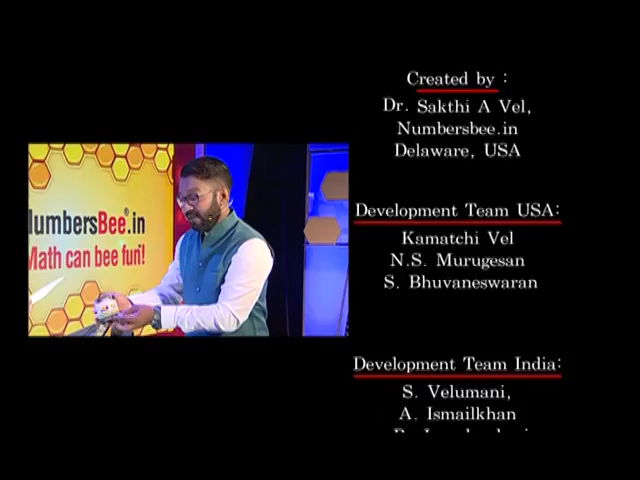 NumbersBee.in
Math can bee fun!
Created by :
Dr. Sakthi A Vel,
Numbersbee.in
Delaware, USA
Development Team USA:
Kamatchi Vel
N.S. Murugesan
S. Bhuvaneswaran
Development Team India:
S. Velumani,
A. Ismailkhan